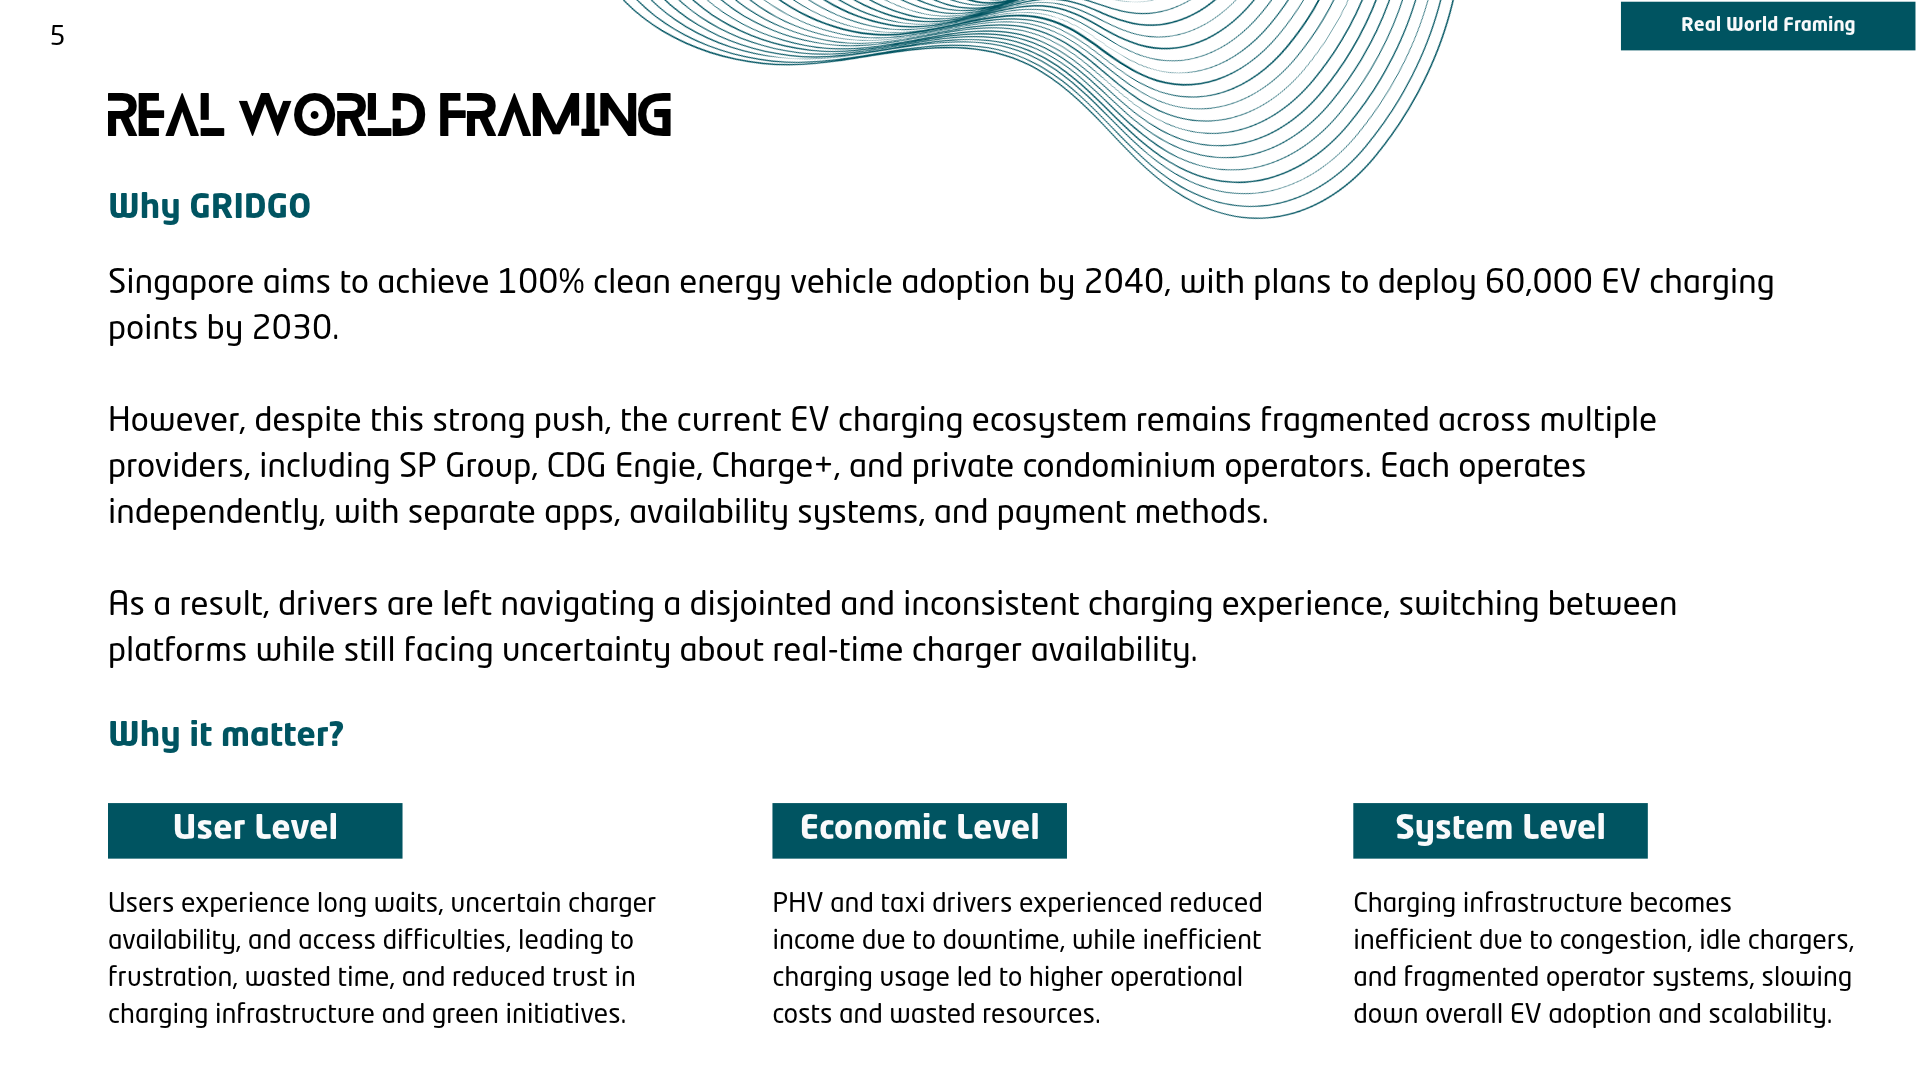 5
Real World Framing
REAL WORLD FRAMING
Why GRIDGO
Singapore aims to achieve 100% clean energy vehicle adoption by 2040, with plans to deploy 60,000 EV charging
points by 2030.
However, despite this strong push, the current EV charging ecosystem remains fragmented across multiple
providers, including SP Group, CDG Engie, Charge+, and private condominium operators. Each operates
independently, with separate apps, availability systems, and payment methods.
As a result, drivers are left navigating a disjointed and inconsistent charging experience, switching between
platforms while still facing uncertainty about real-time charger availability.
Why it matter?
User Level
Users experience long waits, uncertain charger
availability, and access difficulties, leading to
frustration, wasted time, and reduced trust in
charging infrastructure and green initiatives.
Economic Level
PHV and taxi drivers experienced reduced
income due to downtime, while inefficient
charging usage led to higher operational
costs and wasted resources.
System Level
Charging infrastructure becomes
inefficient due to congestion, idle chargers,
and fragmented operator systems, slowing
down overall EV adoption and scalability.